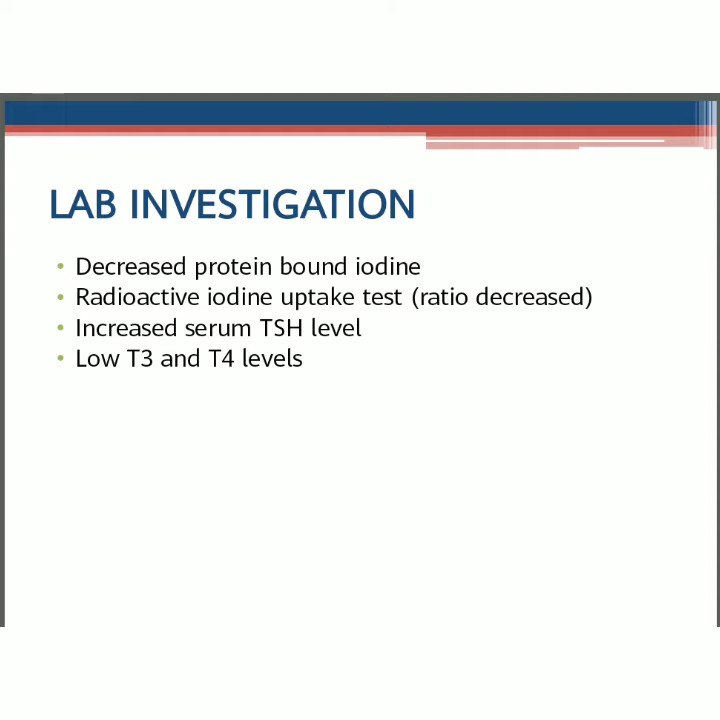 LAB INVESTIGATION
• Decreased protein bound iodine
• Radioactive iodine uptake test (ratio decreased)
• Increased serum TSH level
• Low T3 and T4 levels